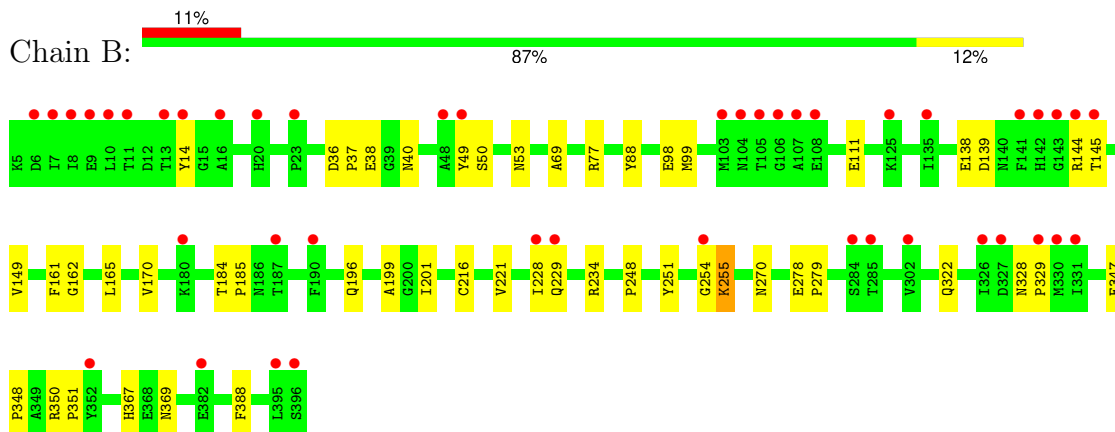 11%
Chain B:
87% 12%
K5 D6 I7 I8 E9 L10 T11 D12 T13 Y14 G15 A16 H20 P23 D36 P37 E38 G39 N40 A48 Y49 S50 N53 A69 R77 Y88 E98 M99 M103 N104 T105 G106 A107 E108 E111 K125 I135 E138 D139 N140 F141 H142 G143 R144 T145
V149 F161 G162 L165 V170 K180 T184 P185 N186 T187 F190 Q196 A199 G200 I201 C216 V221 I228 Q229 R234 P248 Y251 G254 K255 N270 E278 P279 S284 T285 V302 Q322 I326 D327 N328 P329 M330 I331 E347
P348 A349 R350 P351 Y352 H367 E368 N369 E382 F388 L395 S396